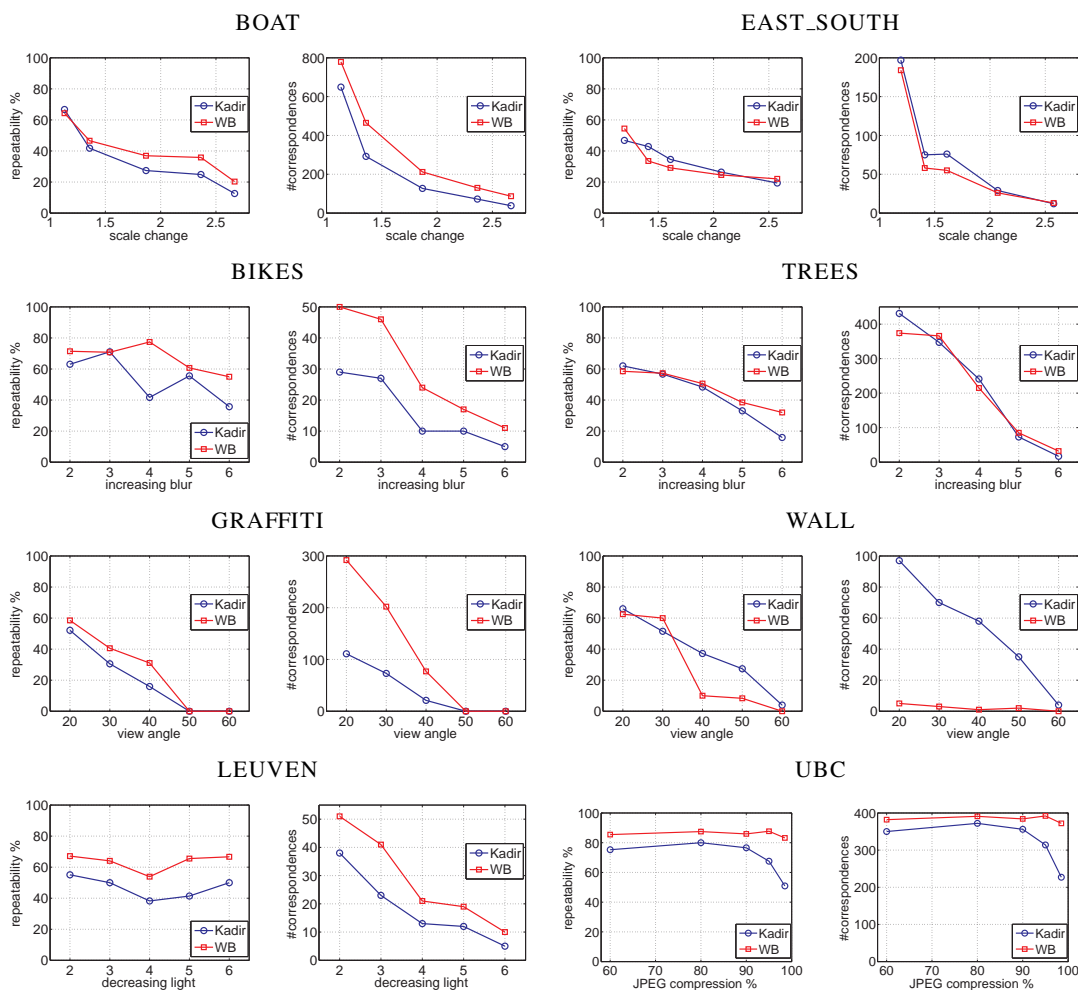 BOAT
EAST_SOUTH
repeatability %
100
80
60
40
20
0
1
1.5
2
2.5
scale change
Kadir
WB
#correspondences
800
600
400
200
0
1
1.5
2
2.5
scale change
Kadir
WB
repeatability %
100
80
60
40
20
0
1
1.5
2
2.5
scale change
Kadir
WB
#correspondences
200
150
100
50
0
1
1.5
2
2.5
scale change
Kadir
WB
BIKES
TREES
repeatability %
100
80
60
40
20
0
2
3
4
5
6
increasing blur
Kadir
WB
#correspondences
50
40
30
20
10
0
2
3
4
5
6
increasing blur
Kadir
WB
repeatability %
100
80
60
40
20
0
2
3
4
5
6
increasing blur
Kadir
WB
#correspondences
400
300
200
100
0
2
3
4
5
6
increasing blur
Kadir
WB
GRAFFITI
WALL
repeatability %
100
80
60
40
20
0
20
30
40
50
60
view angle
Kadir
WB
#correspondences
300
200
100
0
20
30
40
50
60
view angle
Kadir
WB
repeatability %
100
80
60
40
20
0
20
30
40
50
60
view angle
Kadir
WB
#correspondences
100
80
60
40
20
0
20
30
40
50
60
view angle
Kadir
WB
LEUVEN
UBC
repeatability %
100
80
60
40
20
0
2
3
4
5
6
decreasing light
Kadir
WB
#correspondences
50
40
30
20
10
0
2
3
4
5
6
decreasing light
Kadir
WB
repeatability %
100
80
60
40
20
0
60
70
80
90
100
JPEG compression %
Kadir
WB
#correspondences
400
300
200
100
0
60
70
80
90
100
JPEG compression %
Kadir
WB